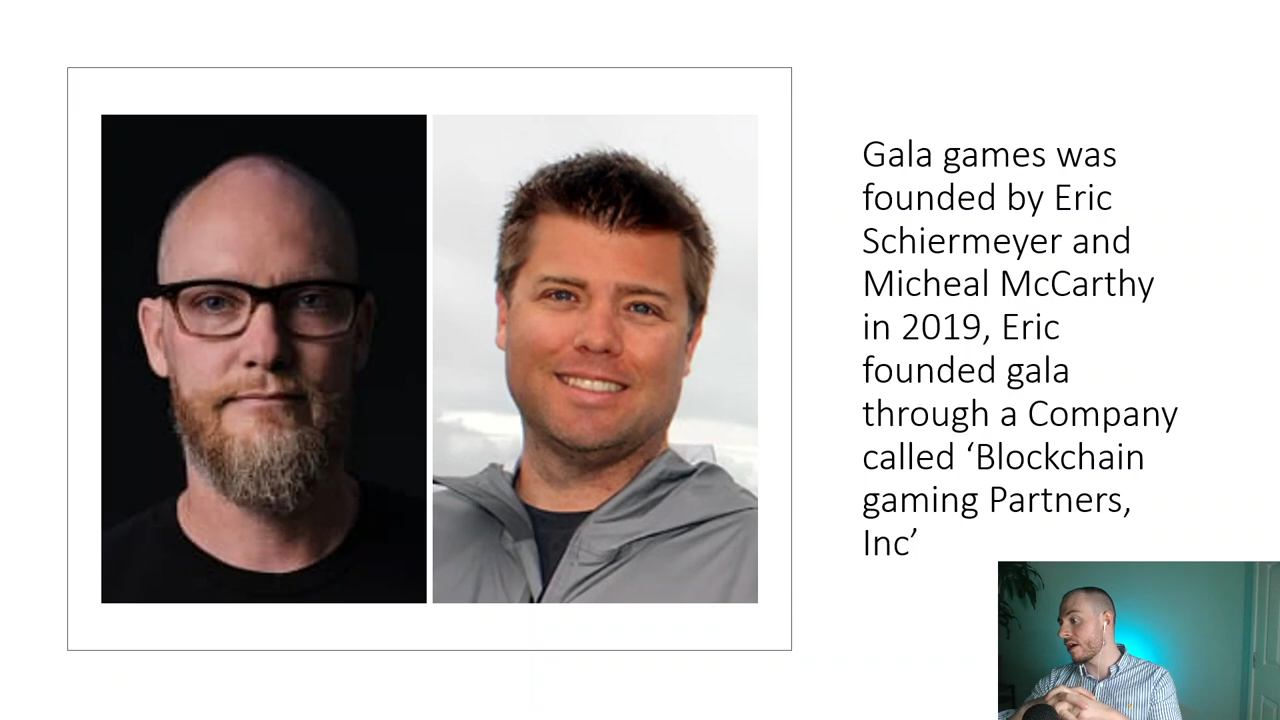 Gala games was
founded by Eric
Schiermeyer and
Micheal McCarthy
in 2019, Eric
founded gala
through a Company
called ‘Blockchain
gaming Partners,
Inc’